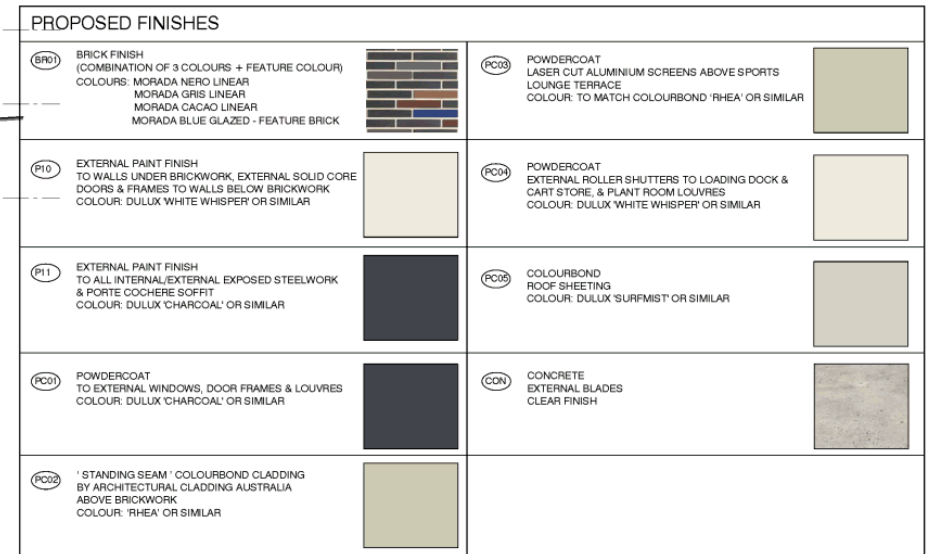 PROPOSED FINISHES
BR01
BRICK FINISH
(COMBINATION OF 3 COLOURS + FEATURE COLOUR)
COLOURS: MORADA NERO LINEAR
MORADA GRIS LINEAR
MORADA CACAO LINEAR
MORADA BLUE GLAZED - FEATURE BRICK
P10
EXTERNAL PAINT FINISH
TO WALLS UNDER BRICKWORK, EXTERNAL SOLID CORE
DOORS & FRAMES TO WALLS BELOW BRICKWORK
COLOUR: DULUX 'WHITE WHISPER' OR SIMILAR
P11
EXTERNAL PAINT FINISH
TO ALL INTERNAL/EXTERNAL EXPOSED STEELWORK
& PORTE COCHERE SOFFIT
COLOUR: DULUX 'CHARCOAL' OR SIMILAR
PC01
POWDERCOAT
TO EXTERNAL WINDOWS, DOOR FRAMES & LOUVRES
COLOUR: DULUX 'CHARCOAL' OR SIMILAR
PC02
' STANDING SEAM ' COLOURBOND CLADDING
BY ARCHITECTURAL CLADDING AUSTRALIA
ABOVE BRICKWORK
COLOUR: 'RHEA' OR SIMILAR
PC03
POWDERCOAT
LASER CUT ALUMINIUM SCREENS ABOVE SPORTS
LOUNGE TERRACE
COLOUR: TO MATCH COLOURBOND 'RHEA' OR SIMILAR
PC04
POWDERCOAT
EXTERNAL ROLLER SHUTTERS TO LOADING DOCK &
CART STORE, & PLANT ROOM LOUVRES
COLOUR: DULUX 'WHITE WHISPER' OR SIMILAR
PC05
COLOURBOND
ROOF SHEETING
COLOUR: DULUX 'SURFMIST' OR SIMILAR
CON
CONCRETE
EXTERNAL BLADES
CLEAR FINISH